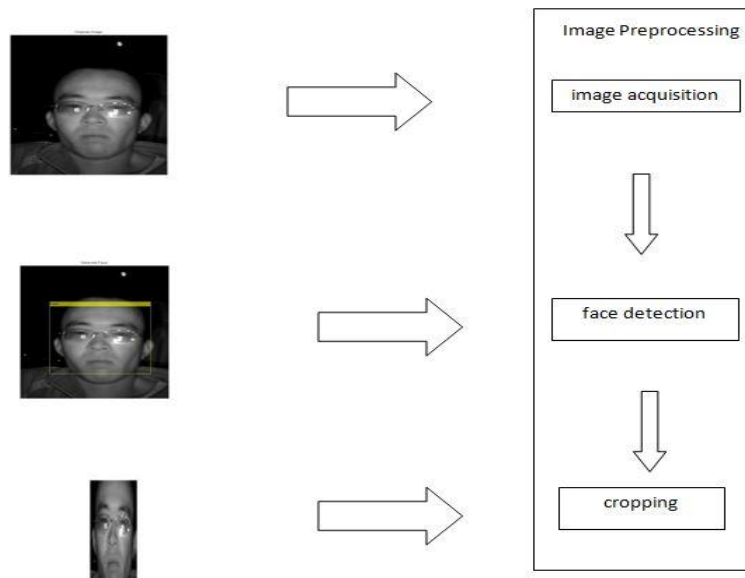 Image Preprocessing
image acquisition
face detection
cropping